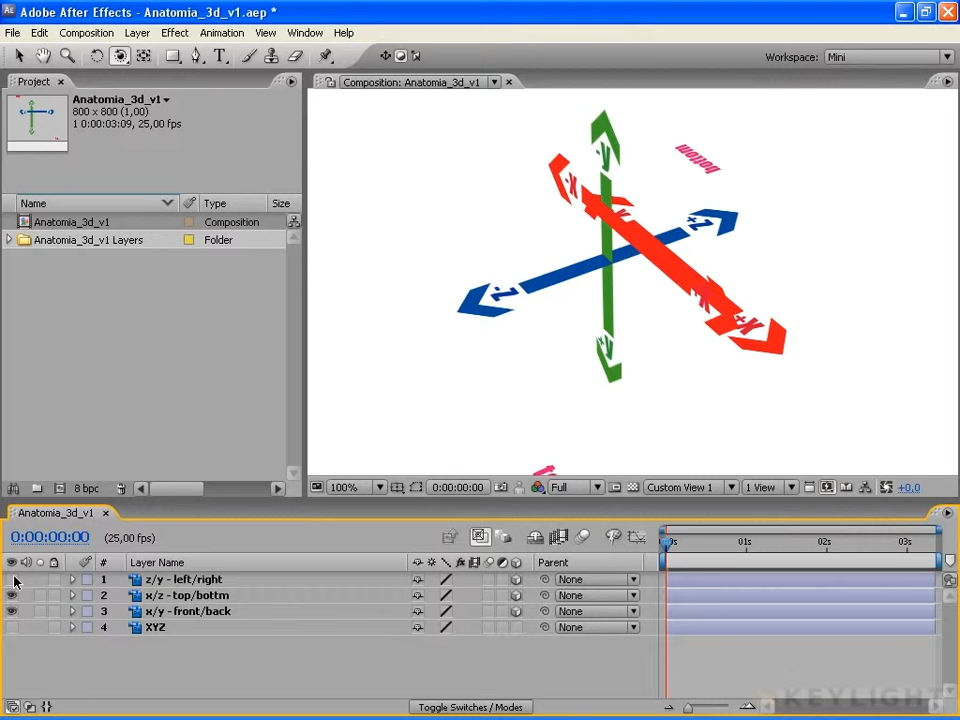 Adobe After Effects - Anatomia_3d_v1.aep *
File Edit Composition Layer Effect Animation View Window Help
Workspace: Mini
Project
Anatomia_3d_v1
800 x 800 (1,00)
Δ 0:00:03:09, 25,00 fps
Name Type Size
Anatomia_3d_v1 Composition
Anatomia_3d_v1 Layers Folder
8 bpc
Composition: Anatomia_3d_v1
-Y
bottom
-X
+Z
-Z
+X
+Y
100% 0:00:00:00 Full Custom View 1 1 View +0,0
Anatomia_3d_v1
0:00:00:00 (25,00 fps)
0s 01s 02s 03s
# Layer Name Parent
1 z/y - left/right None
2 x/z - top/bottm None
3 x/y - front/back None
4 XYZ None
Toggle Switches / Modes
KEYLIGHT